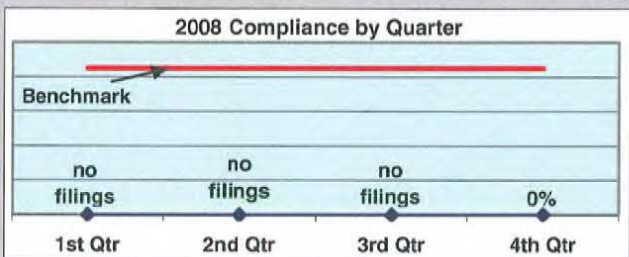 2008 Compliance by Quarter
Benchmark
no filings
no filings
no filings
0%
1st Qtr
2nd Qtr
3rd Qtr
4th Qtr